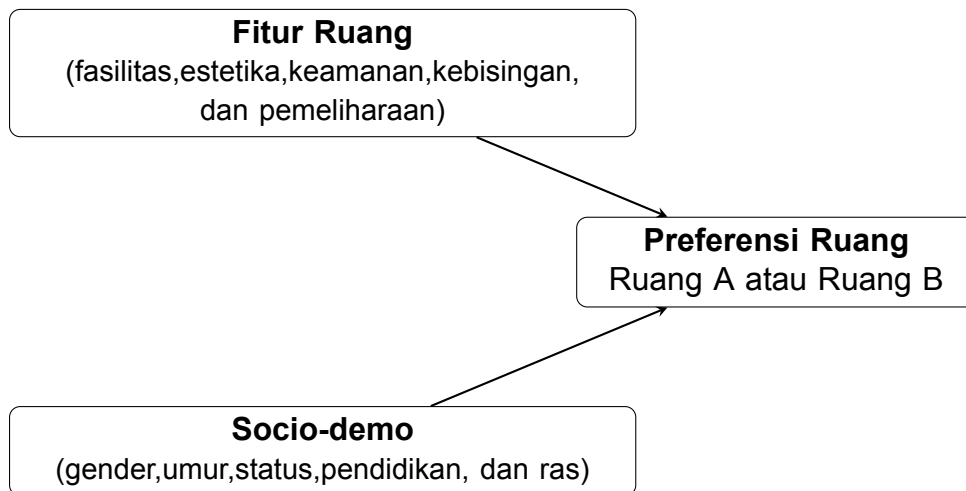 Fitur Ruang
(fasilitas,estetika,keamanan,kebisingan,
dan pemeliharaan)
Preferensi Ruang
Ruang A atau Ruang B
Socio-demo
(gender,umur,status,pendidikan, dan ras)